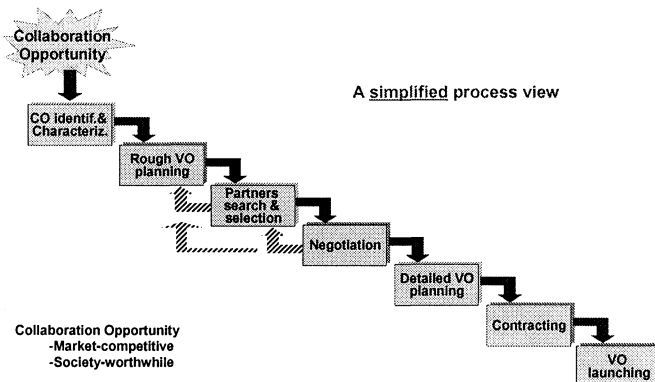 Collaboration
Opportunity
A simplified process view
CO identif.&
Characteriz.
Rough VO
planning
Partners
search &
selection
Negotiation
Detailed VO
planning
Contracting
VO
launching
Collaboration Opportunity
-Market-competitive
-Society-worthwhile